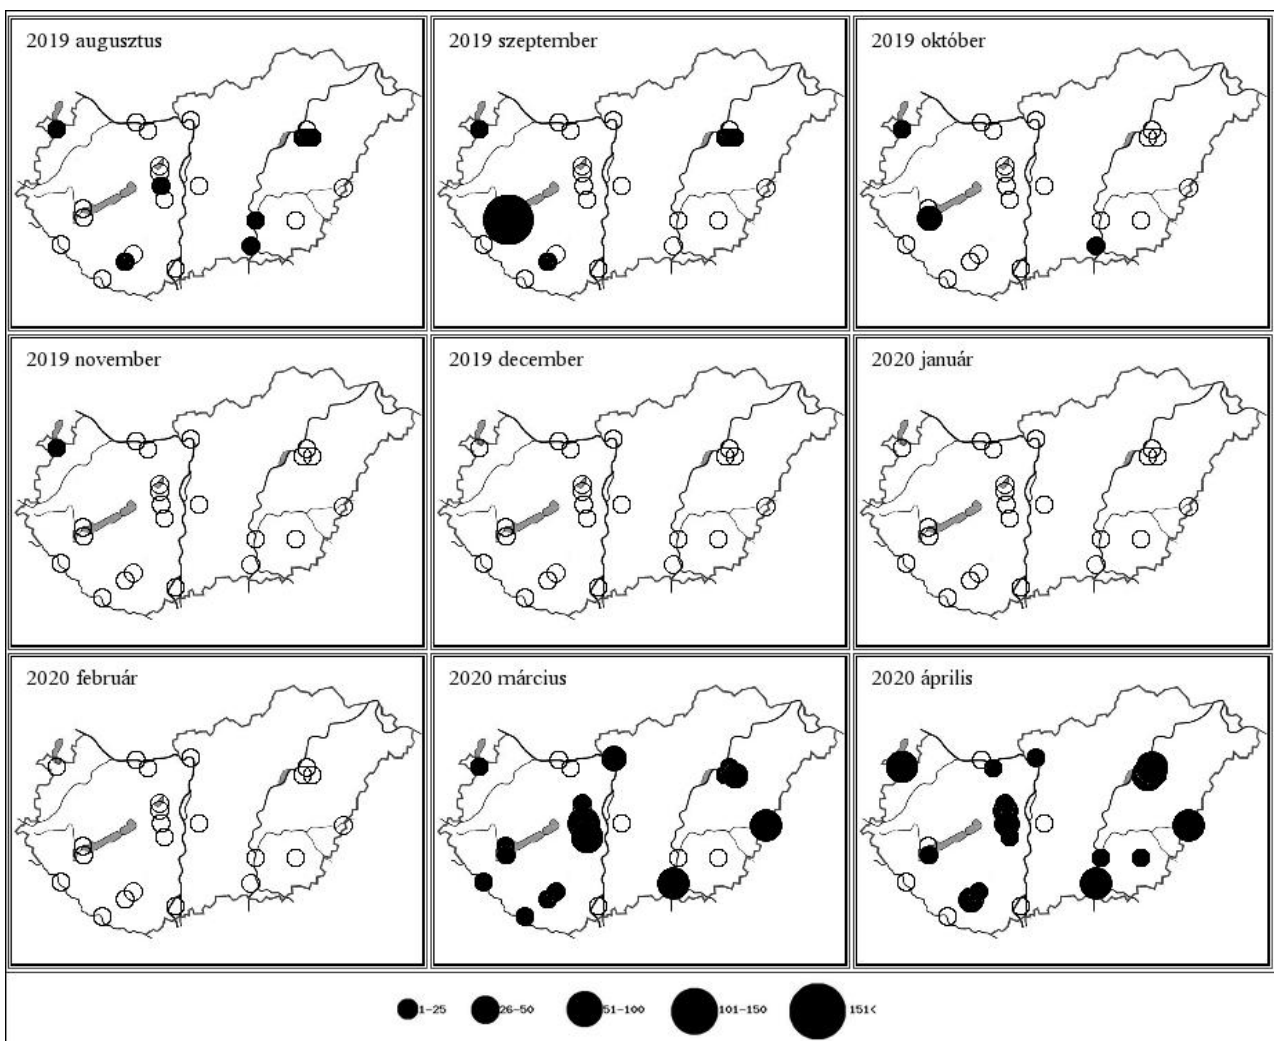 2019 augusztus
2019 szeptember
2019 október
2019 november
2019 december
2020 január
2020 február
2020 március
2020 április
1-25
26-50
51-100
101-150
151<